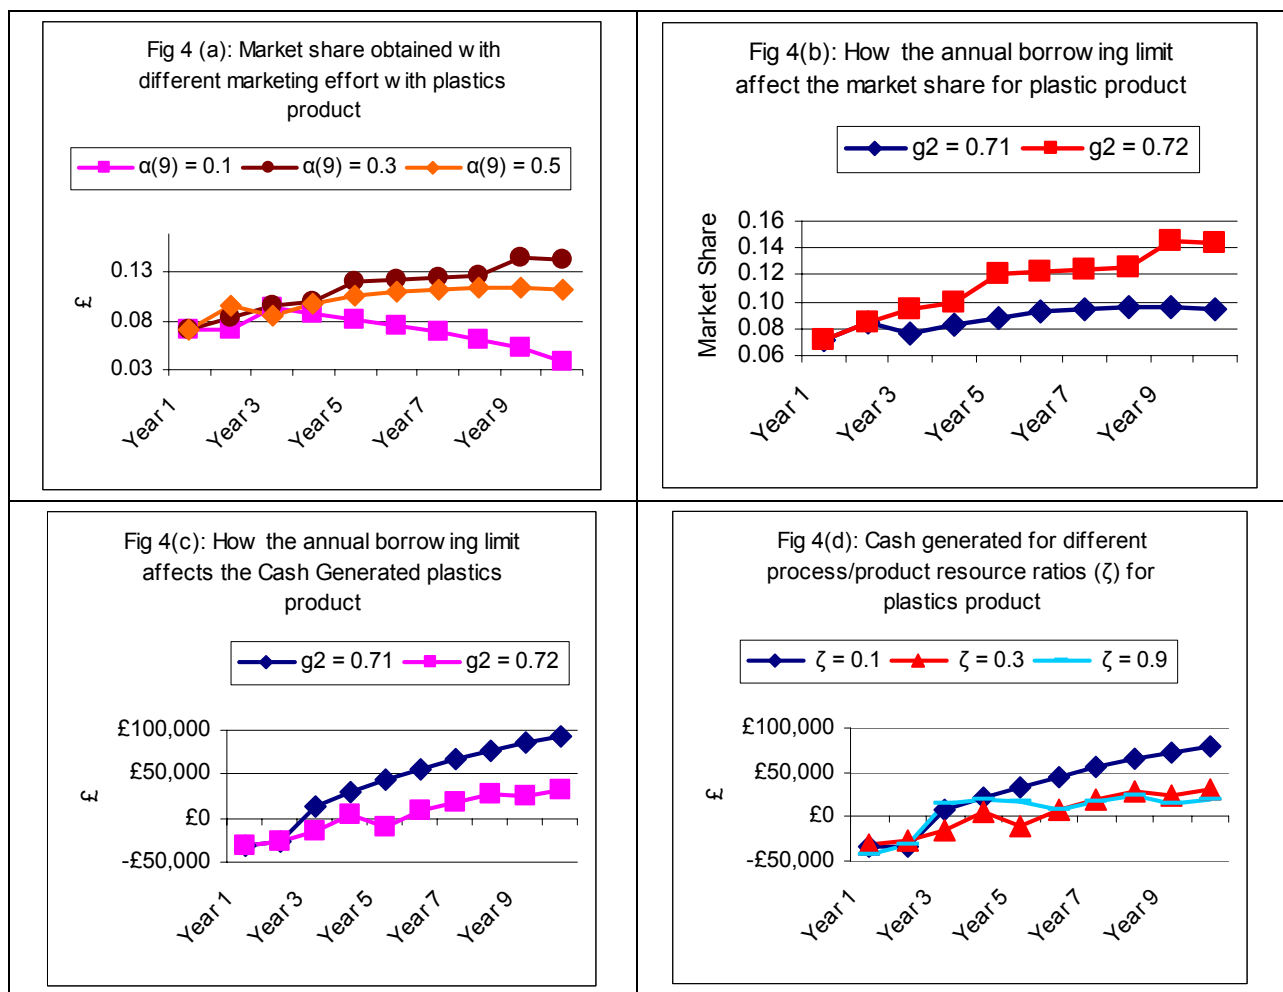 Fig 4 (a): Market share obtained with
different marketing effort with plastics
product
α(9) = 0.1 α(9) = 0.3 α(9) = 0.5
£
0.13
0.08
0.03
Year 1
Year 3
Year 5
Year 7
Year 9
Fig 4(b): How the annual borrowing limit
affect the market share for plastic product
g2 = 0.71 g2 = 0.72
Market Share
0.16
0.14
0.12
0.10
0.08
0.06
Year 1
Year 3
Year 5
Year 7
Year 9
Fig 4(c): How the annual borrowing limit
affects the Cash Generated plastics
product
g2 = 0.71 g2 = 0.72
£
£100,000
£50,000
£0
-£50,000
Year 1
Year 3
Year 5
Year 7
Year 9
Fig 4(d): Cash generated for different
process/product resource ratios (ζ) for
plastics product
ζ = 0.1 ζ = 0.3 ζ = 0.9
£
£100,000
£50,000
£0
-£50,000
Year 1
Year 3
Year 5
Year 7
Year 9